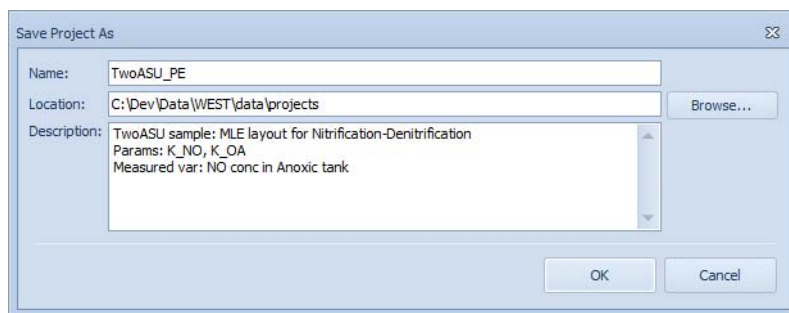 Save Project As
Name: TwoASU_PE
Location: C:\Dev\Data\WEST\data\projects Browse...
Description: TwoASU sample: MLE layout for Nitrification-Denitrification
Params: K_NO, K_OA
Measured var: NO conc in Anoxic tank
OK Cancel